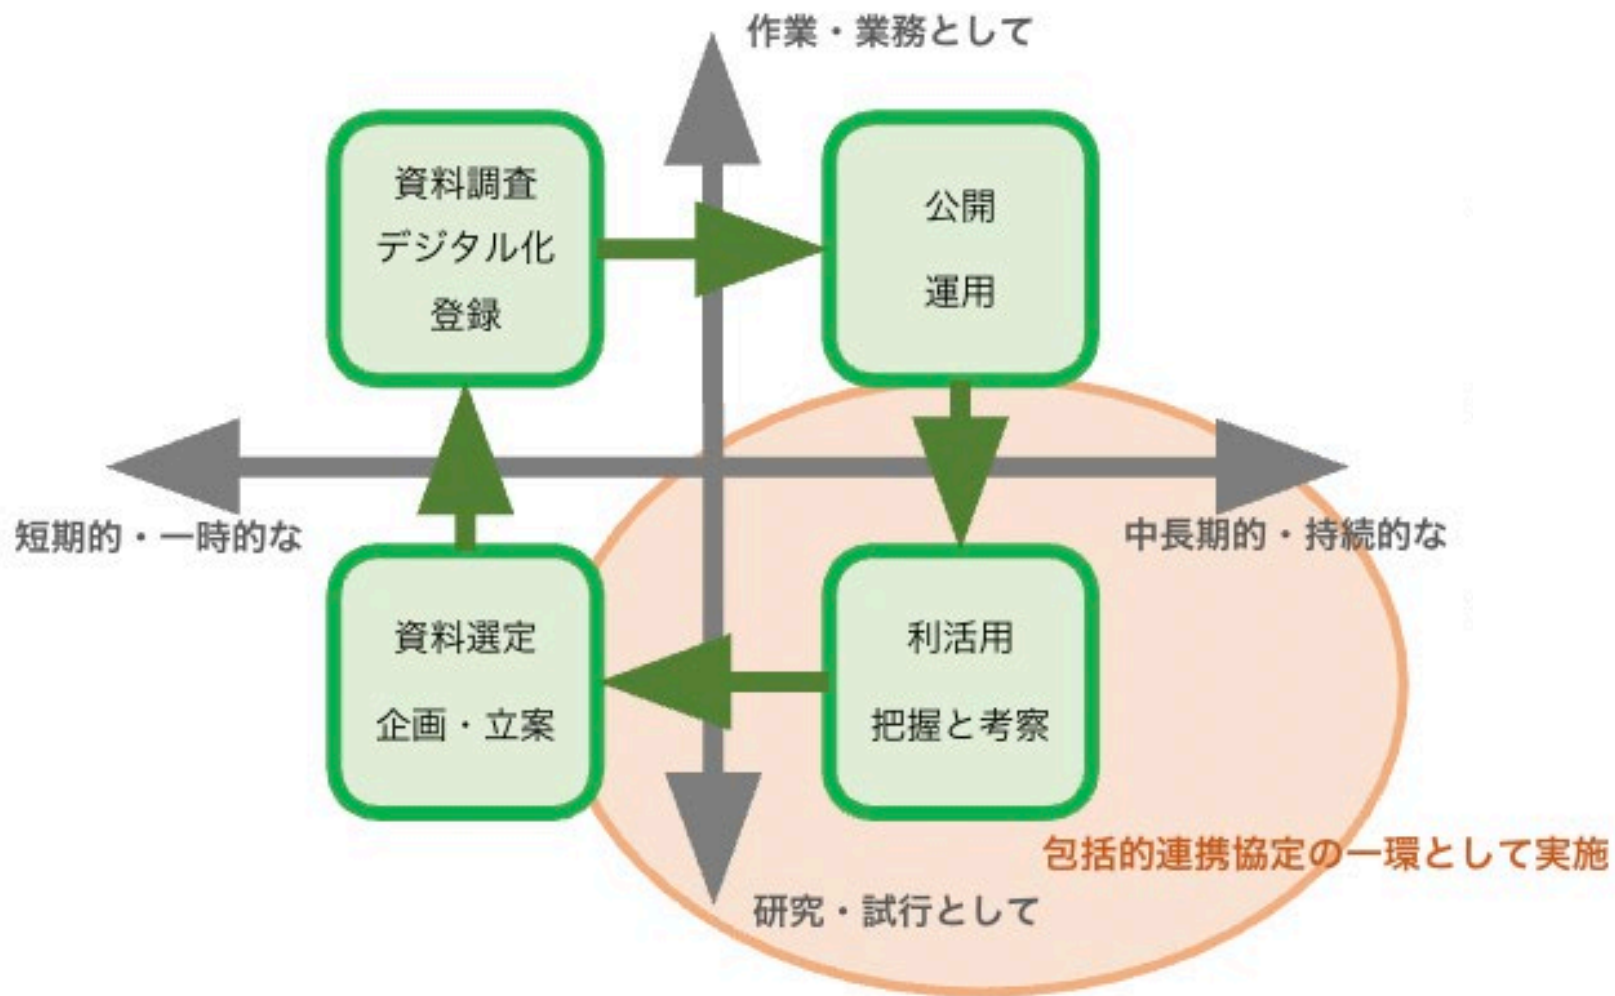 作業・業務として
資料調査
デジタル化
登録
公開
運用
短期的・一時的な
中長期的・持続的な
資料選定
企画・立案
利活用
把握と考察
包括的連携協定の一環として実施
研究・試行として